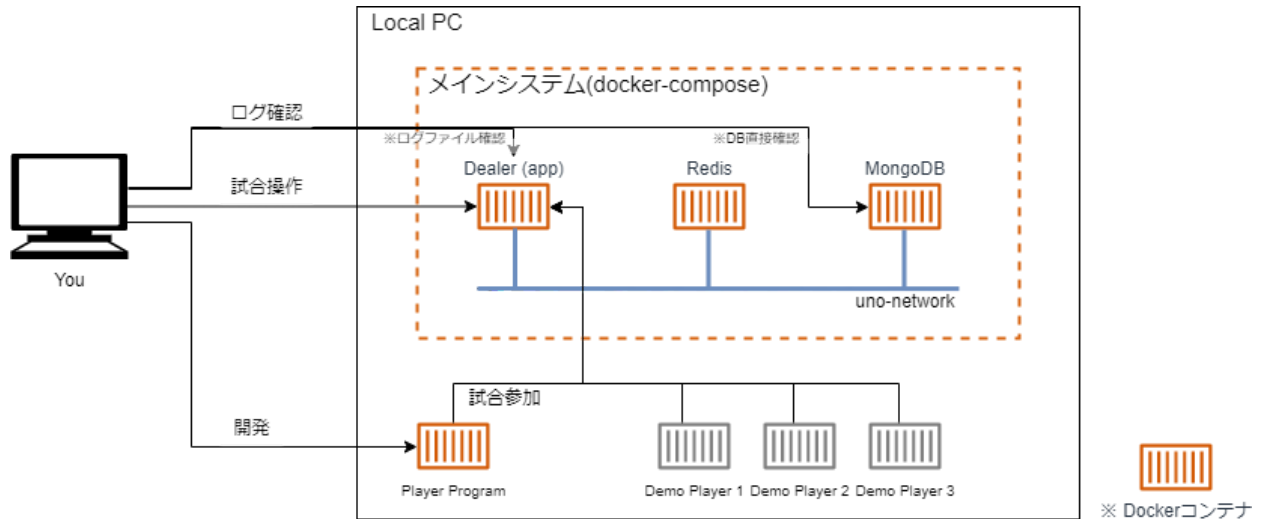 Local PC
メインシステム(docker-compose)
ログ確認
※ログファイル確認
※DB直接確認
Dealer (app)
Redis
MongoDB
試合操作
You
uno-network
試合参加
開発
Player Program
Demo Player 1
Demo Player 2
Demo Player 3
※ Dockerコンテナ